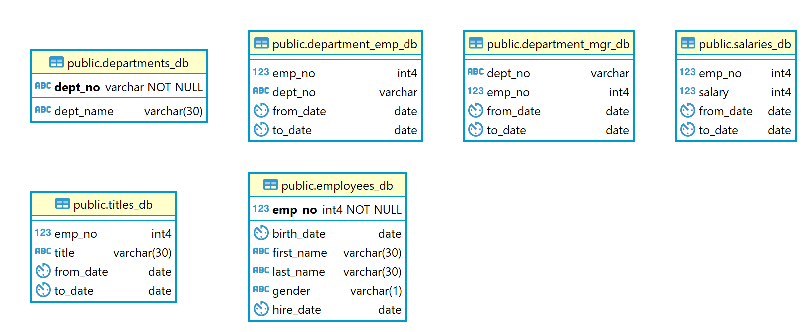 public.departments_db
ABC dept_no varchar NOT NULL
ABC dept_name varchar(30)
public.department_emp_db
123 emp_no int4
ABC dept_no varchar
from_date date
to_date date
public.department_mgr_db
ABC dept_no varchar
123 emp_no int4
from_date date
to_date date
public.salaries_db
123 emp_no int4
123 salary int4
from_date date
to_date date
public.titles_db
123 emp_no int4
ABC title varchar(30)
from_date date
to_date date
public.employees_db
123 emp_no int4 NOT NULL
birth_date date
ABC first_name varchar(30)
ABC last_name varchar(30)
ABC gender varchar(1)
hire_date date